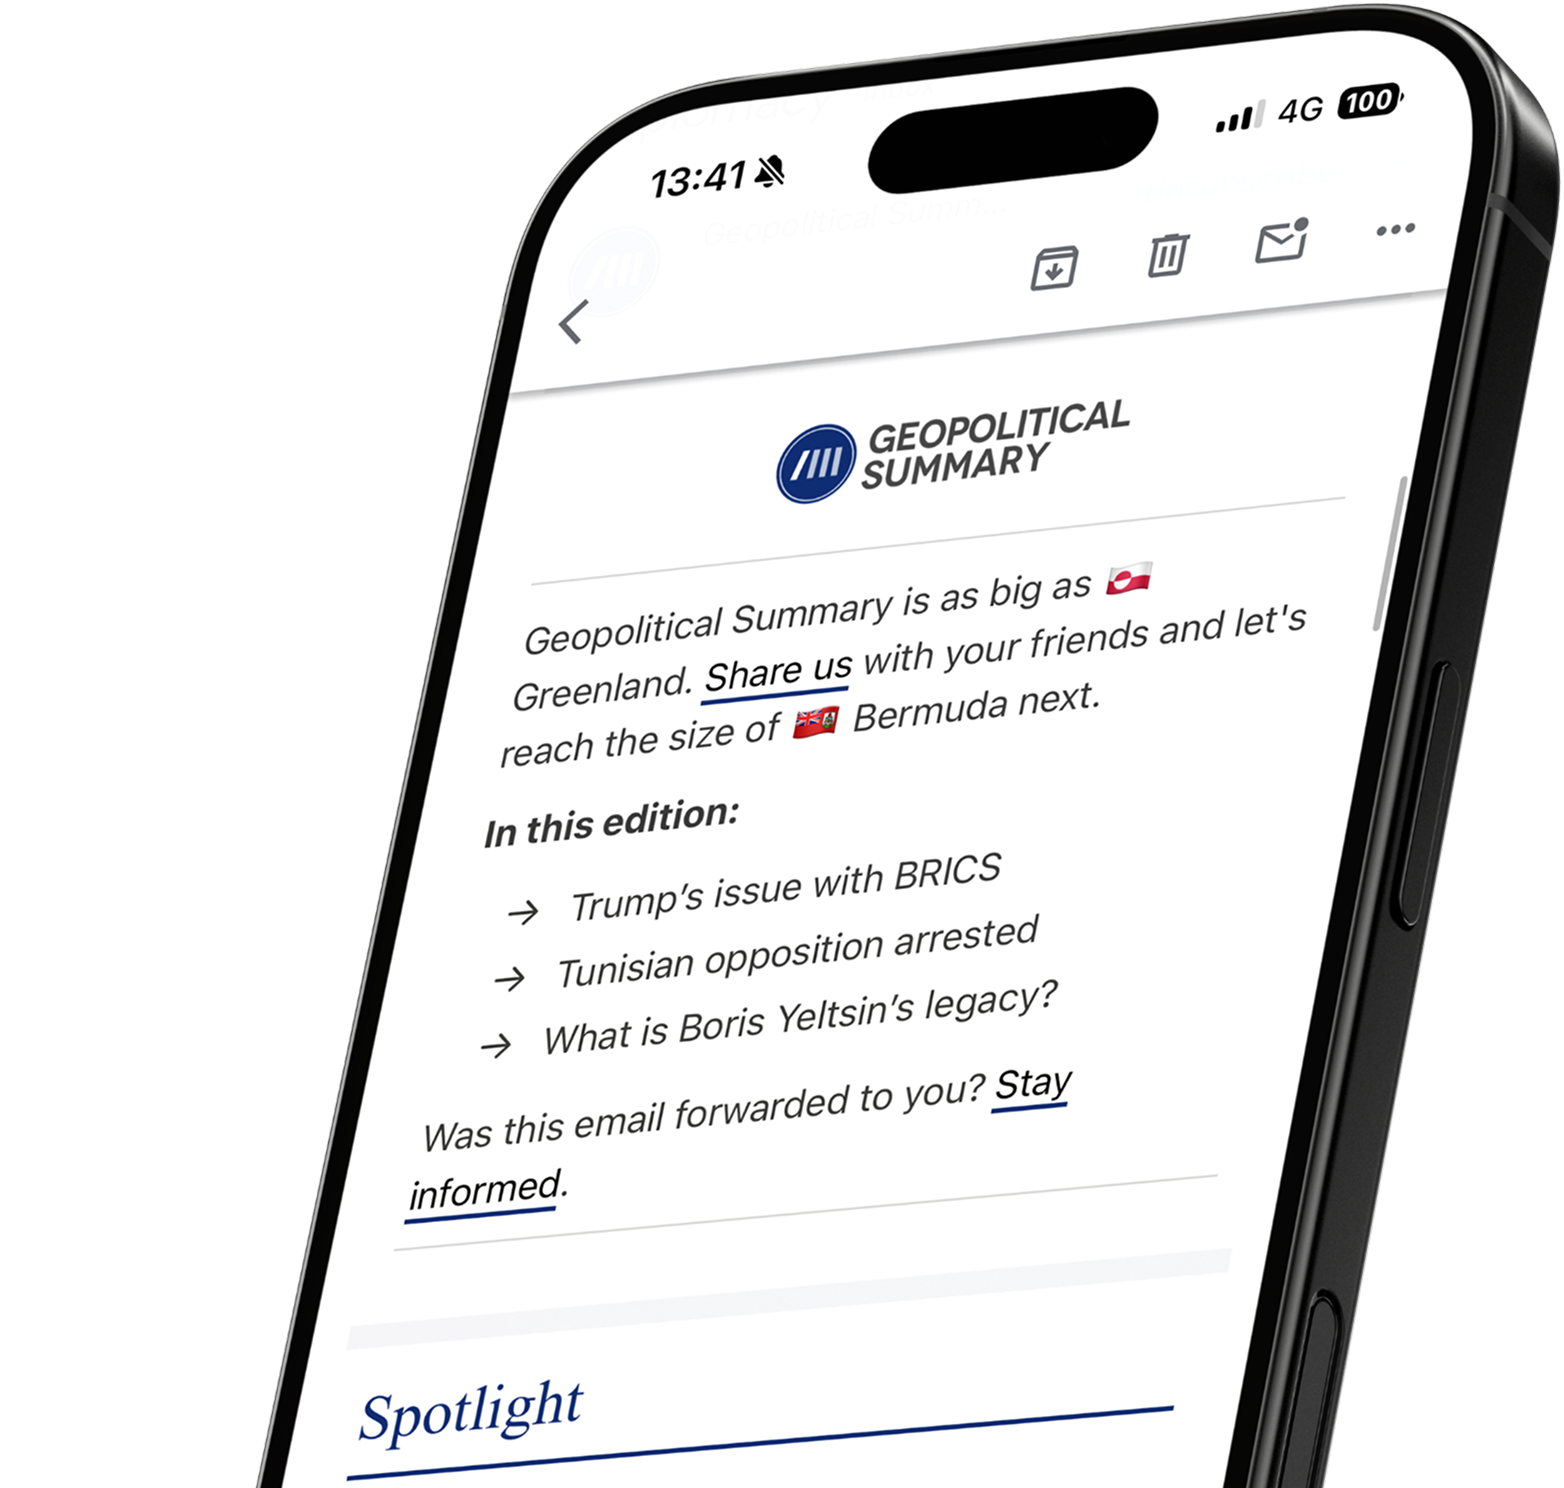 13:41
4G 100
GEOPOLITICAL
SUMMARY
Geopolitical Summary is as big as 🇬🇱
Greenland. Share us with your friends and let's
reach the size of 🇧🇲 Bermuda next.
In this edition:
→ Trump’s issue with BRICS
→ Tunisian opposition arrested
→ What is Boris Yeltsin’s legacy?
Was this email forwarded to you? Stay
informed.
Spotlight